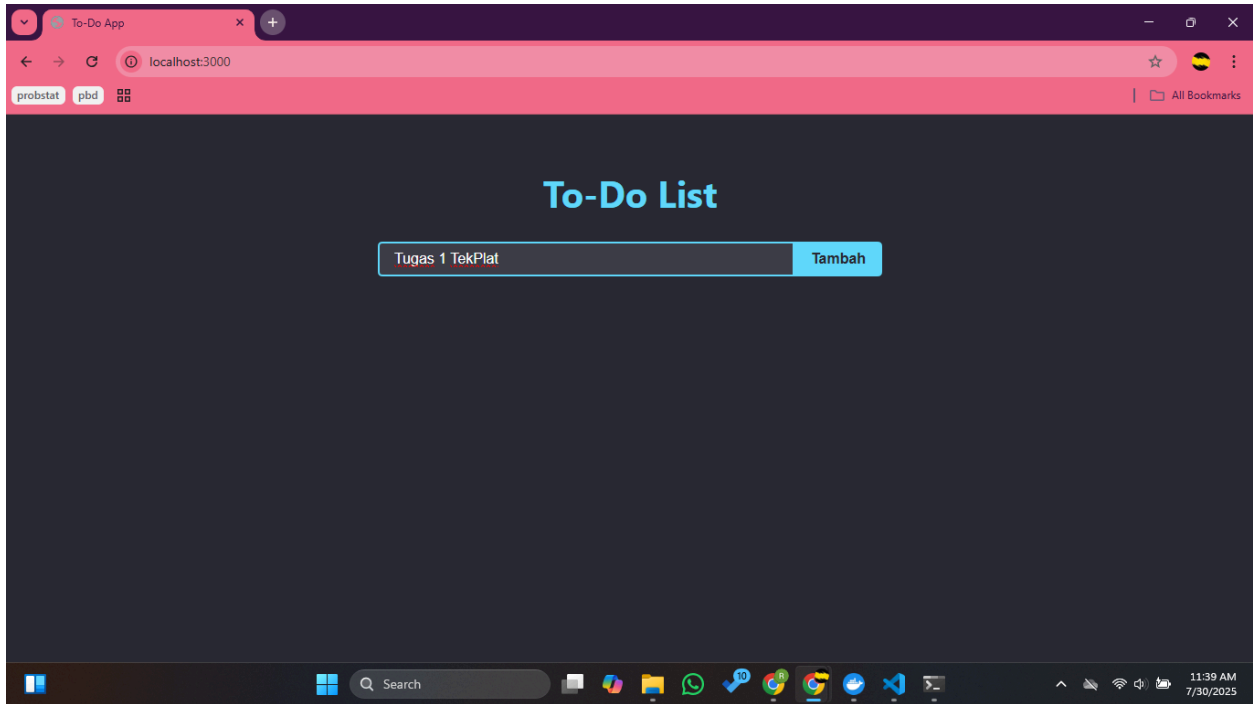 To-Do App
localhost:3000
probstat pbd
All Bookmarks
To-Do List
Tugas 1 TekPlat
Tambah
Search
10
R
11:39 AM
7/30/2025